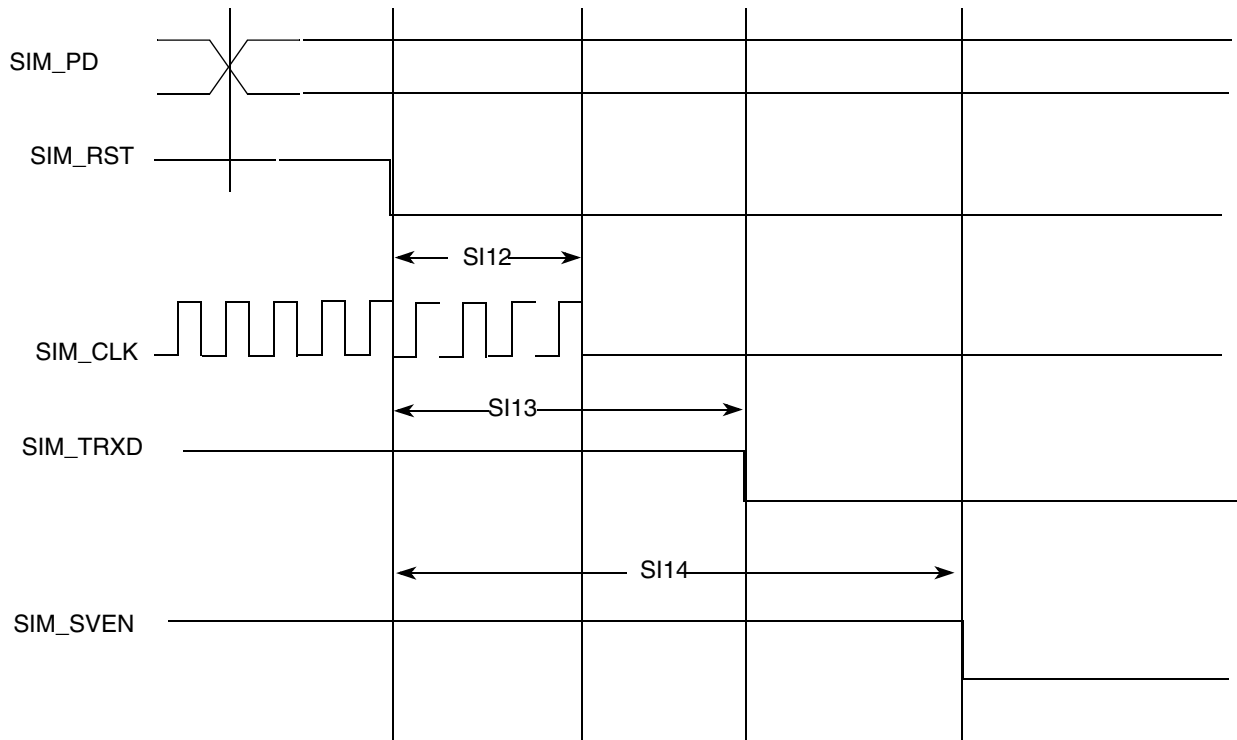 SIM_PD
SIM_RST
SI12
SIM_CLK
SI13
SIM_TRXD
SI14
SIM_SVEN